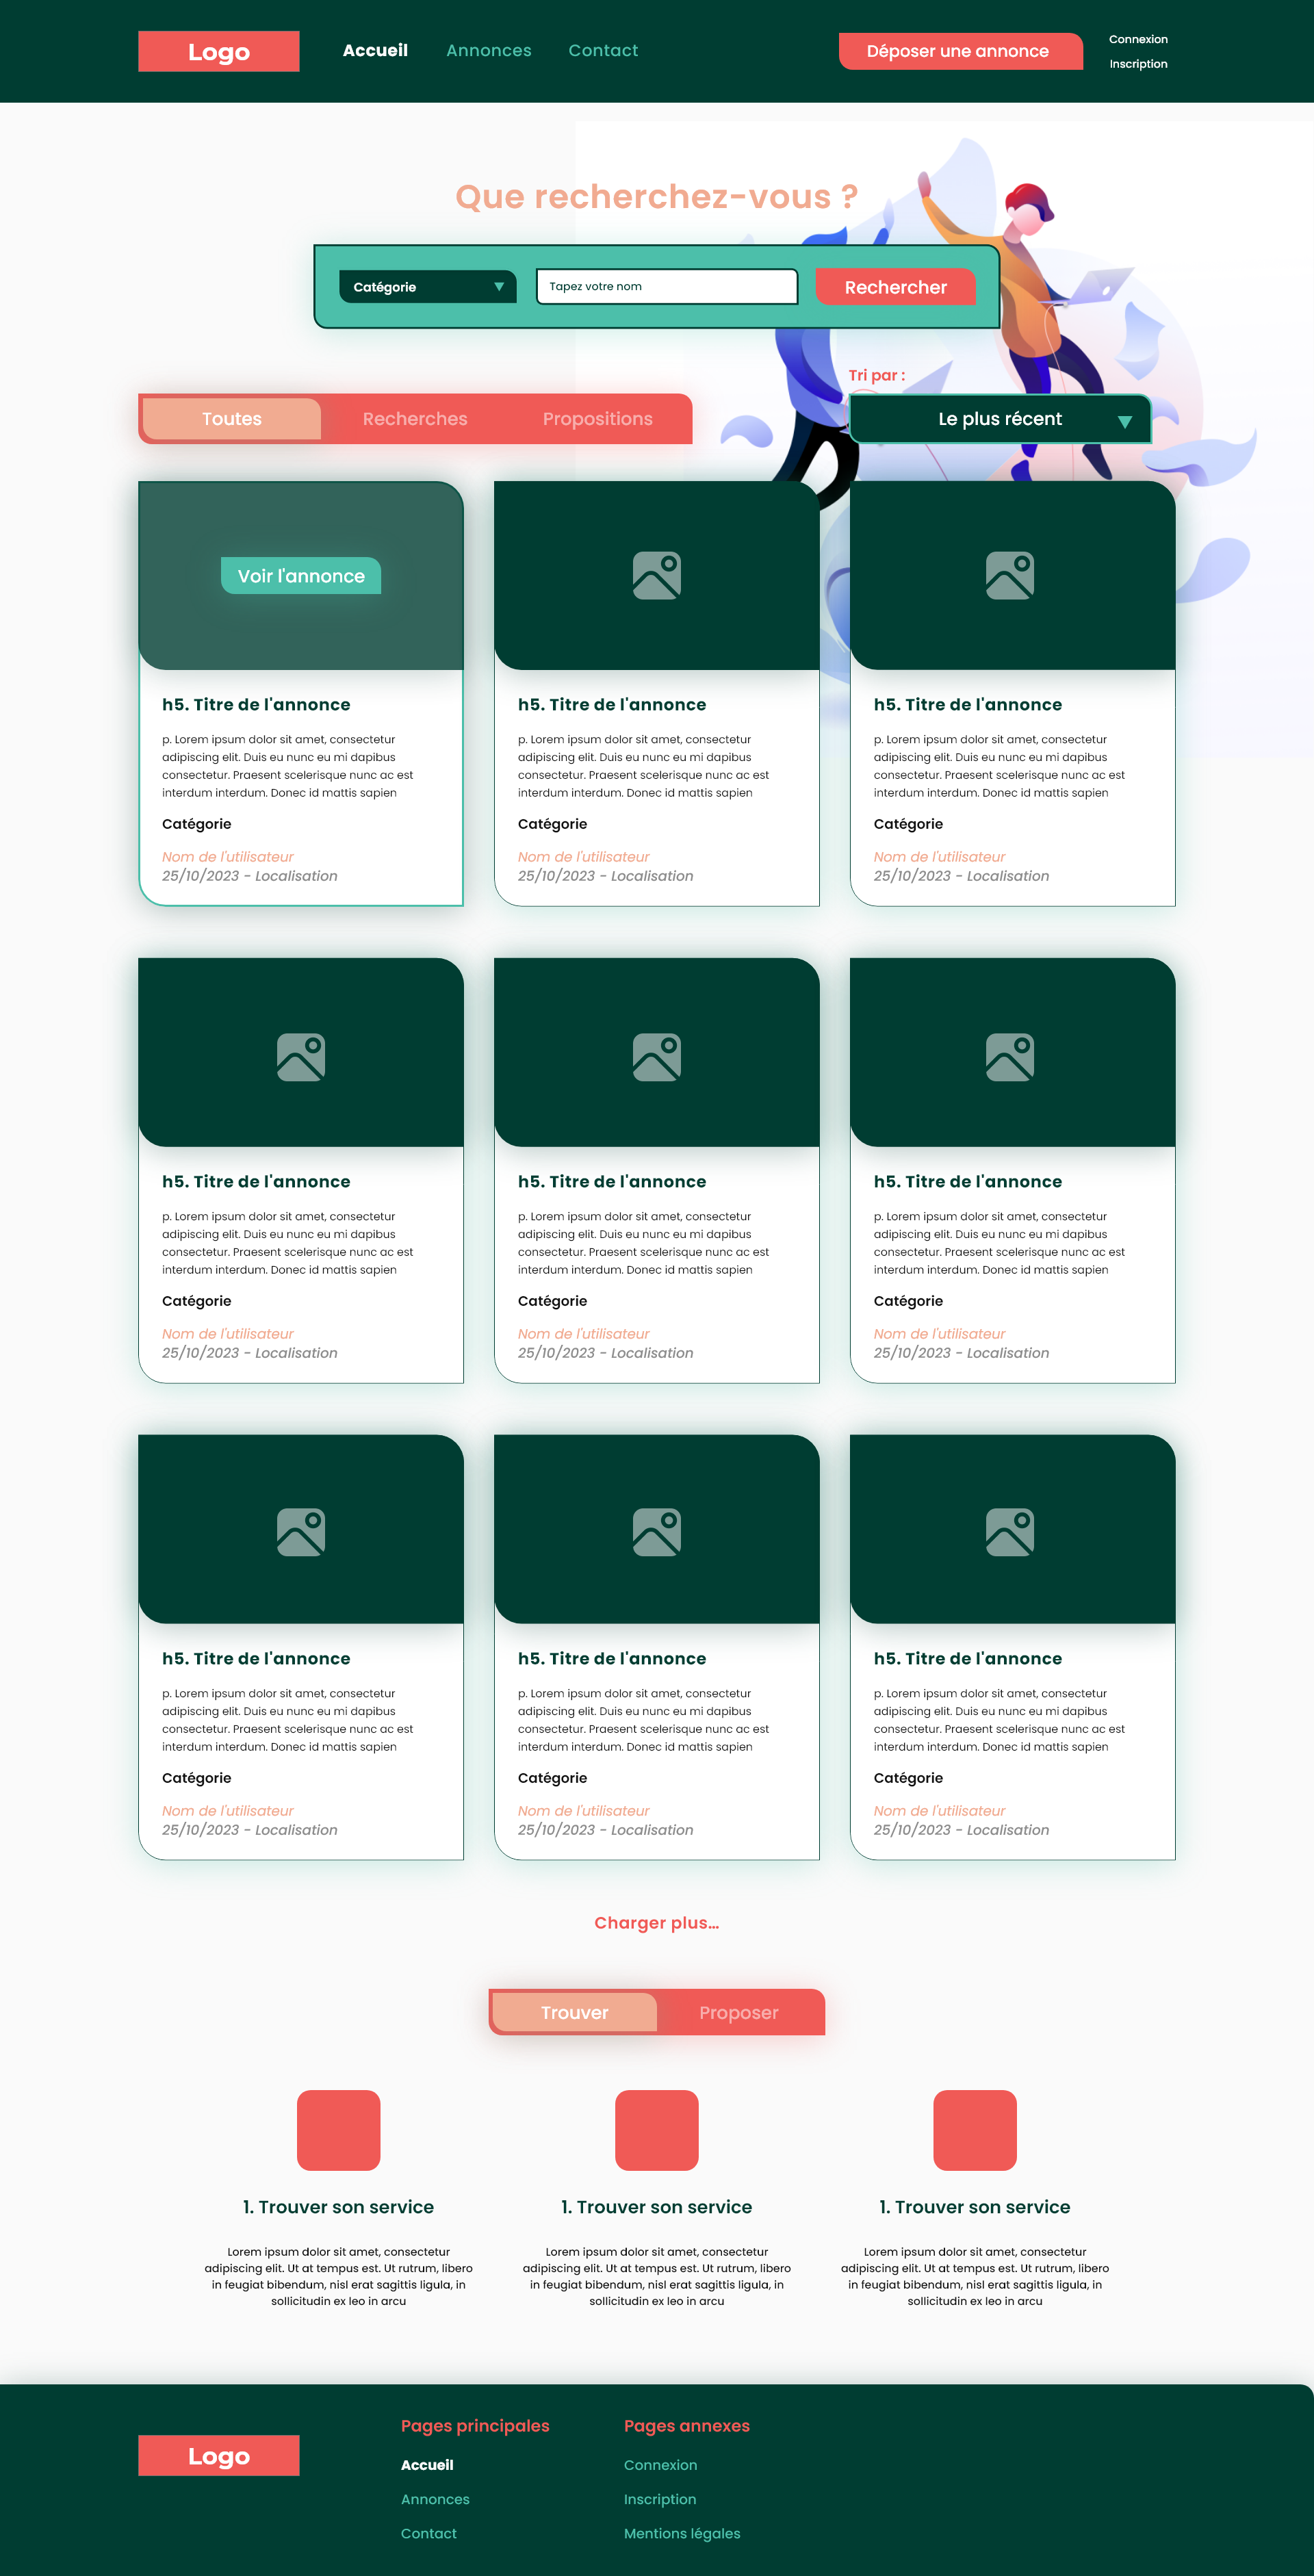 Logo
Accueil
Annonces
Contact
Déposer une annonce
Connexion
Inscription
Que recherchez-vous ?
Catégorie
Tapez votre nom
Rechercher
Tri par :
Toutes
Recherches
Propositions
Le plus récent
Voir l'annonce
h5. Titre de l'annonce
p. Lorem ipsum dolor sit amet, consectetur
adipiscing elit. Duis eu nunc eu mi dapibus
consectetur. Praesent scelerisque nunc ac est
interdum interdum. Donec id mattis sapien
Catégorie
Nom de l'utilisateur
25/10/2023 - Localisation
h5. Titre de l'annonce
p. Lorem ipsum dolor sit amet, consectetur
adipiscing elit. Duis eu nunc eu mi dapibus
consectetur. Praesent scelerisque nunc ac est
interdum interdum. Donec id mattis sapien
Catégorie
Nom de l'utilisateur
25/10/2023 - Localisation
h5. Titre de l'annonce
p. Lorem ipsum dolor sit amet, consectetur
adipiscing elit. Duis eu nunc eu mi dapibus
consectetur. Praesent scelerisque nunc ac est
interdum interdum. Donec id mattis sapien
Catégorie
Nom de l'utilisateur
25/10/2023 - Localisation
h5. Titre de l'annonce
p. Lorem ipsum dolor sit amet, consectetur
adipiscing elit. Duis eu nunc eu mi dapibus
consectetur. Praesent scelerisque nunc ac est
interdum interdum. Donec id mattis sapien
Catégorie
Nom de l'utilisateur
25/10/2023 - Localisation
h5. Titre de l'annonce
p. Lorem ipsum dolor sit amet, consectetur
adipiscing elit. Duis eu nunc eu mi dapibus
consectetur. Praesent scelerisque nunc ac est
interdum interdum. Donec id mattis sapien
Catégorie
Nom de l'utilisateur
25/10/2023 - Localisation
h5. Titre de l'annonce
p. Lorem ipsum dolor sit amet, consectetur
adipiscing elit. Duis eu nunc eu mi dapibus
consectetur. Praesent scelerisque nunc ac est
interdum interdum. Donec id mattis sapien
Catégorie
Nom de l'utilisateur
25/10/2023 - Localisation
h5. Titre de l'annonce
p. Lorem ipsum dolor sit amet, consectetur
adipiscing elit. Duis eu nunc eu mi dapibus
consectetur. Praesent scelerisque nunc ac est
interdum interdum. Donec id mattis sapien
Catégorie
Nom de l'utilisateur
25/10/2023 - Localisation
h5. Titre de l'annonce
p. Lorem ipsum dolor sit amet, consectetur
adipiscing elit. Duis eu nunc eu mi dapibus
consectetur. Praesent scelerisque nunc ac est
interdum interdum. Donec id mattis sapien
Catégorie
Nom de l'utilisateur
25/10/2023 - Localisation
h5. Titre de l'annonce
p. Lorem ipsum dolor sit amet, consectetur
adipiscing elit. Duis eu nunc eu mi dapibus
consectetur. Praesent scelerisque nunc ac est
interdum interdum. Donec id mattis sapien
Catégorie
Nom de l'utilisateur
25/10/2023 - Localisation
Charger plus...
Trouver
Proposer
1. Trouver son service
Lorem ipsum dolor sit amet, consectetur
adipiscing elit. Ut at tempus est. Ut rutrum, libero
in feugiat bibendum, nisl erat sagittis ligula, in
sollicitudin ex leo in arcu
1. Trouver son service
Lorem ipsum dolor sit amet, consectetur
adipiscing elit. Ut at tempus est. Ut rutrum, libero
in feugiat bibendum, nisl erat sagittis ligula, in
sollicitudin ex leo in arcu
1. Trouver son service
Lorem ipsum dolor sit amet, consectetur
adipiscing elit. Ut at tempus est. Ut rutrum, libero
in feugiat bibendum, nisl erat sagittis ligula, in
sollicitudin ex leo in arcu
Logo
Pages principales
Accueil
Annonces
Contact
Pages annexes
Connexion
Inscription
Mentions légales